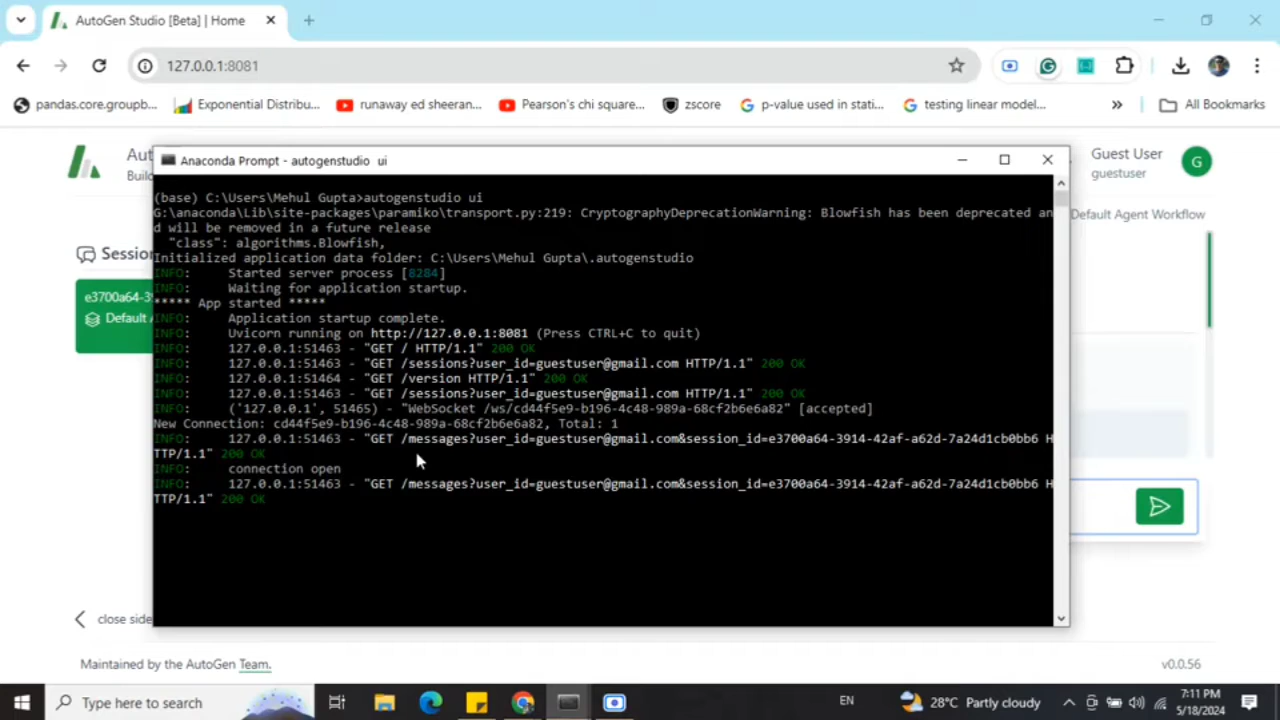 AutoGen Studio [Beta] | Home
127.0.0.1:8081
pandas.core.groupb... Exponential Distribu... runaway ed sheeran... Pearson's chi square... zscore p-value used in stati... testing linear model... » All Bookmarks
Aut
Buil
Guest User
guestuser
G
Default Agent Workflow
Session
e3700a64-39
Default A
Anaconda Prompt - autogenstudio ui
(base) C:\Users\Mehul Gupta>autogenstudio ui
G:\anaconda\Lib\site-packages\paramiko\transport.py:219: CryptographyDeprecationWarning: Blowfish has been deprecated an
d will be removed in a future release
"class": algorithms.Blowfish,
Initialized application data folder: C:\Users\Mehul Gupta\.autogenstudio
INFO: Started server process [8284]
INFO: Waiting for application startup.
***** App started *****
INFO: Application startup complete.
INFO: Uvicorn running on http://127.0.0.1:8081 (Press CTRL+C to quit)
INFO: 127.0.0.1:51463 - "GET / HTTP/1.1" 200 OK
INFO: 127.0.0.1:51463 - "GET /sessions?user_id=guestuser@gmail.com HTTP/1.1" 200 OK
INFO: 127.0.0.1:51464 - "GET /version HTTP/1.1" 200 OK
INFO: 127.0.0.1:51463 - "GET /sessions?user_id=guestuser@gmail.com HTTP/1.1" 200 OK
INFO: ('127.0.0.1', 51465) - "WebSocket /ws/cd44f5e9-b196-4c48-989a-68cf2b6e6a82" [accepted]
New Connection: cd44f5e9-b196-4c48-989a-68cf2b6e6a82, Total: 1
INFO: 127.0.0.1:51463 - "GET /messages?user_id=guestuser@gmail.com&session_id=e3700a64-3914-42af-a62d-7a24d1cb0bb6 H
TTP/1.1" 200 OK
INFO: connection open
INFO: 127.0.0.1:51463 - "GET /messages?user_id=guestuser@gmail.com&session_id=e3700a64-3914-42af-a62d-7a24d1cb0bb6 H
TTP/1.1" 200 OK
close side
Maintained by the AutoGen Team.
v0.0.56
Type here to search
EN
28°C Partly cloudy
7:11 PM
5/18/2024